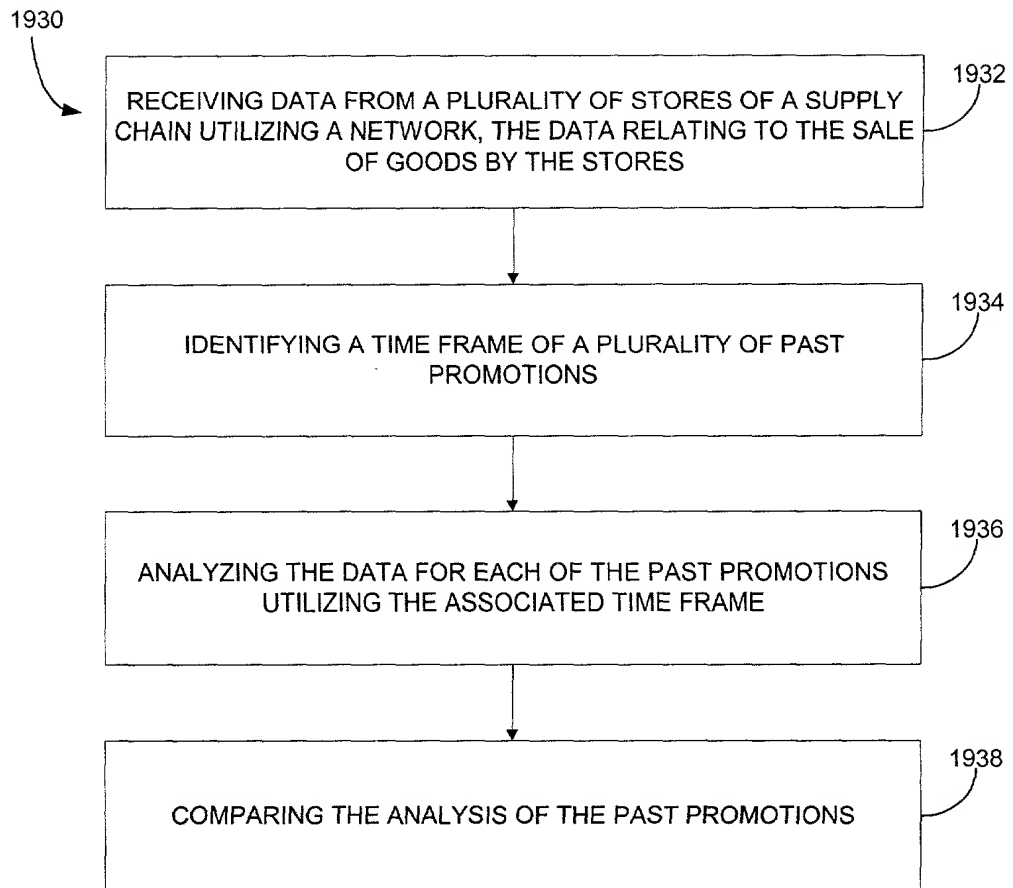 1930
1932
RECEIVING DATA FROM A PLURALITY OF STORES OF A SUPPLY
CHAIN UTILIZING A NETWORK, THE DATA RELATING TO THE SALE
OF GOODS BY THE STORES
1934
IDENTIFYING A TIME FRAME OF A PLURALITY OF PAST
PROMOTIONS
1936
ANALYZING THE DATA FOR EACH OF THE PAST PROMOTIONS
UTILIZING THE ASSOCIATED TIME FRAME
1938
COMPARING THE ANALYSIS OF THE PAST PROMOTIONS